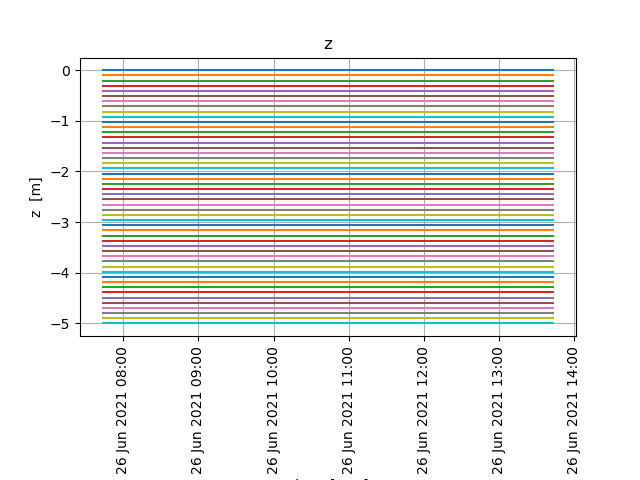 z
z [m]
0
−1
−2
−3
−4
−5
26 Jun 2021 08:00
26 Jun 2021 09:00
26 Jun 2021 10:00
26 Jun 2021 11:00
26 Jun 2021 12:00
26 Jun 2021 13:00
26 Jun 2021 14:00